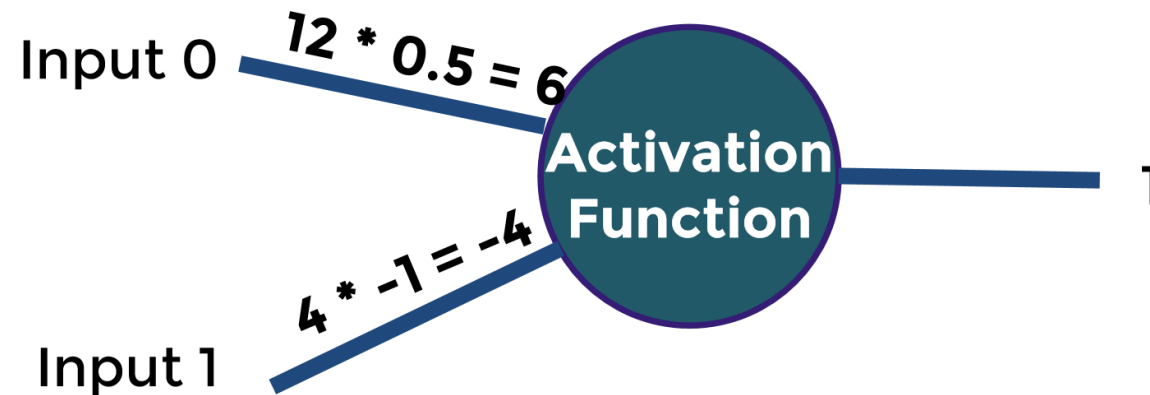 Input 0
12 * 0.5 = 6
Activation
Function
4 * -1 = -4
Input 1